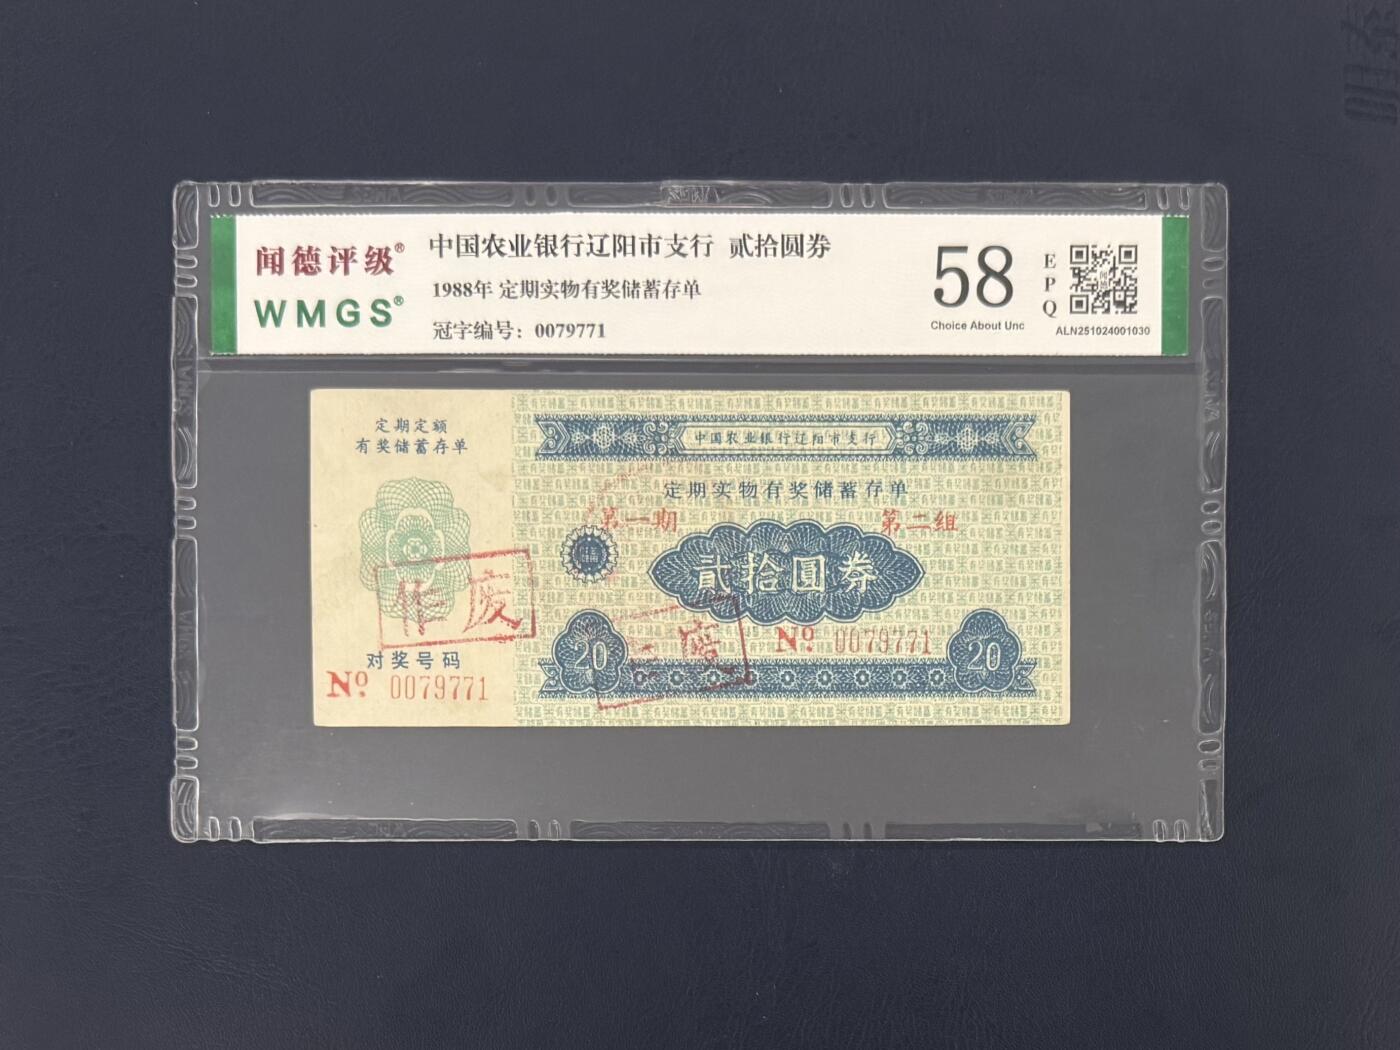 闻德评级®
WMGS®
中国农业银行辽阳市支行 贰拾圆券
1988年 定期实物有奖储蓄存单
冠字编号：0079771
58
EPQ
Choice About Unc
ALN251024001030
定期定额
有奖储蓄存单
中国农业银行辽阳市支行
定期实物有奖储蓄存单
第一期 第二组
贰拾圆券
作废
作废
No. 0079771
20 20
对奖号码
No. 0079771